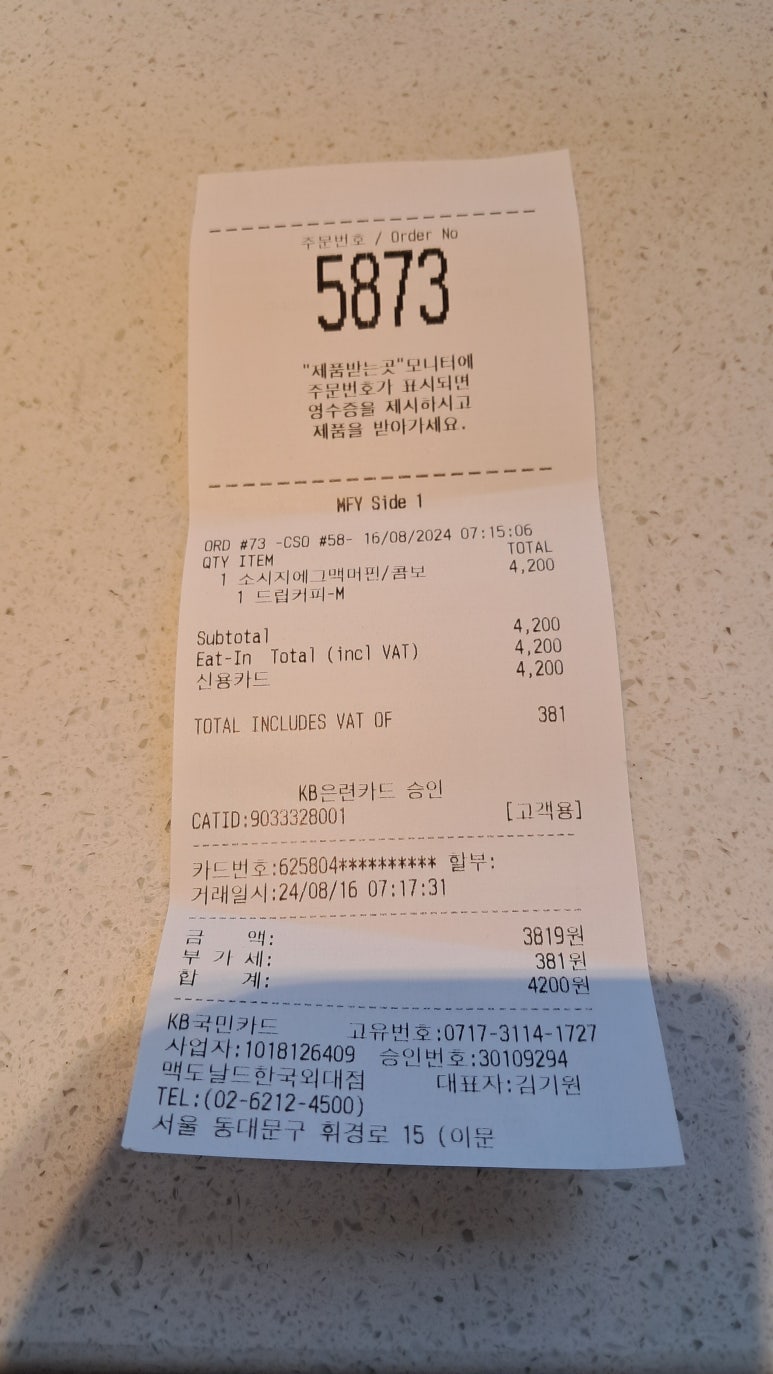 주문번호 / Order No
5873
"제품받는곳"모니터에
주문번호가 표시되면
영수증을 제시하시고
제품을 받아가세요.
MFY Side 1
ORD #73 -CSO #58- 16/08/2024 07:15:06
QTY ITEM TOTAL
1 소시지에그맥머핀/콤보 4,200
1 드립커피-M
Subtotal 4,200
Eat-In Total (incl VAT) 4,200
신용카드 4,200
TOTAL INCLUDES VAT OF 381
KB은련카드 승인
CATID:9033328001 [고객용]
카드번호:625804********** 할부:
거래일시:24/08/16 07:17:31
금 액: 3819원
부 가 세: 381원
합 계: 4200원
KB국민카드 고유번호:0717-3114-1727
사업자:1018126409 승인번호:30109294
맥도날드한국외대점 대표자:김기원
TEL:(02-6212-4500)
서울 동대문구 휘경로 15 (이문